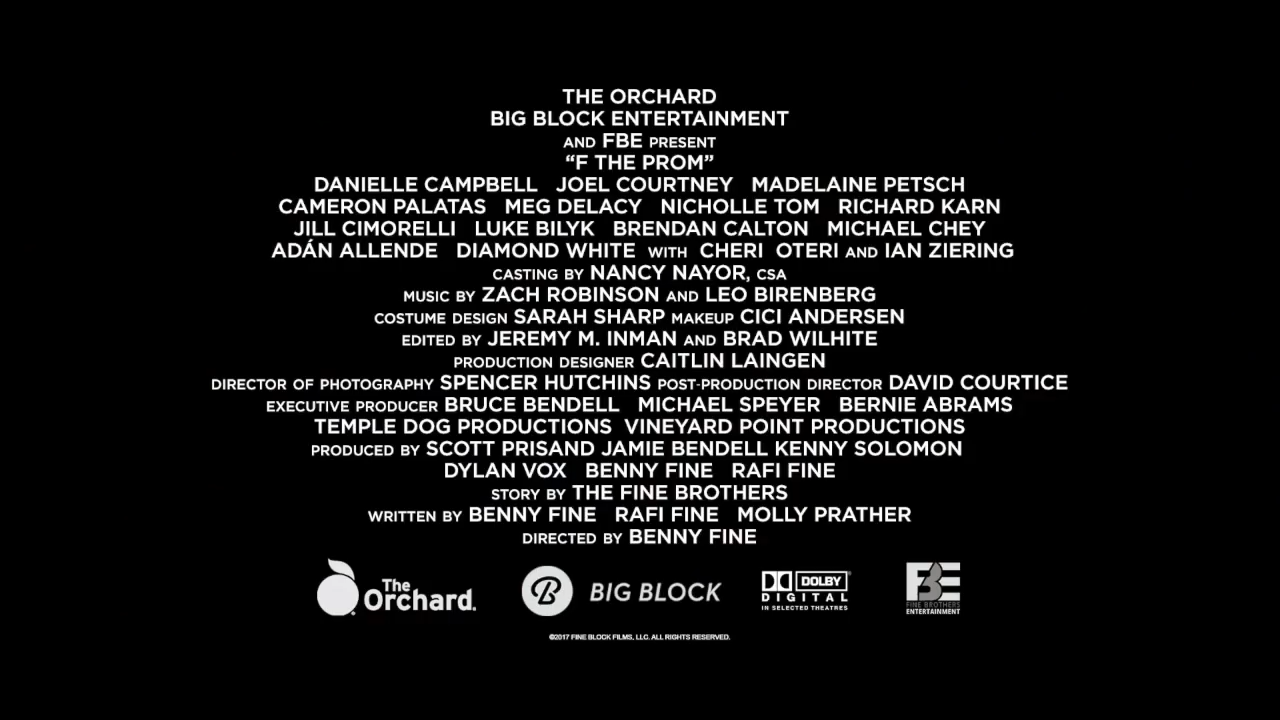 THE ORCHARD
BIG BLOCK ENTERTAINMENT
AND FBE PRESENT
“F THE PROM”
DANIELLE CAMPBELL JOEL COURTNEY MADELAINE PETSCH
CAMERON PALATAS MEG DELACY NICHOLLE TOM RICHARD KARN
JILL CIMORELLI LUKE BILYK BRENDAN CALTON MICHAEL CHEY
ADÁN ALLENDE DIAMOND WHITE WITH CHERI OTERI AND IAN ZIERING
CASTING BY NANCY NAYOR, CSA
MUSIC BY ZACH ROBINSON AND LEO BIRENBERG
COSTUME DESIGN SARAH SHARP MAKEUP CICI ANDERSEN
EDITED BY JEREMY M. INMAN AND BRAD WILHITE
PRODUCTION DESIGNER CAITLIN LAINGEN
DIRECTOR OF PHOTOGRAPHY SPENCER HUTCHINS POST-PRODUCTION DIRECTOR DAVID COURTICE
EXECUTIVE PRODUCER BRUCE BENDELL MICHAEL SPEYER BERNIE ABRAMS
TEMPLE DOG PRODUCTIONS VINEYARD POINT PRODUCTIONS
PRODUCED BY SCOTT PRISAND JAMIE BENDELL KENNY SOLOMON
DYLAN VOX BENNY FINE RAFI FINE
STORY BY THE FINE BROTHERS
WRITTEN BY BENNY FINE RAFI FINE MOLLY PRATHER
DIRECTED BY BENNY FINE
The
Orchard.
B BIG BLOCK
DOLBY
DIGITAL
IN SELECTED THEATRES
FBE
FINE BROTHERS
ENTERTAINMENT
©2017 FINE BLOCK FILMS, LLC. ALL RIGHTS RESERVED.